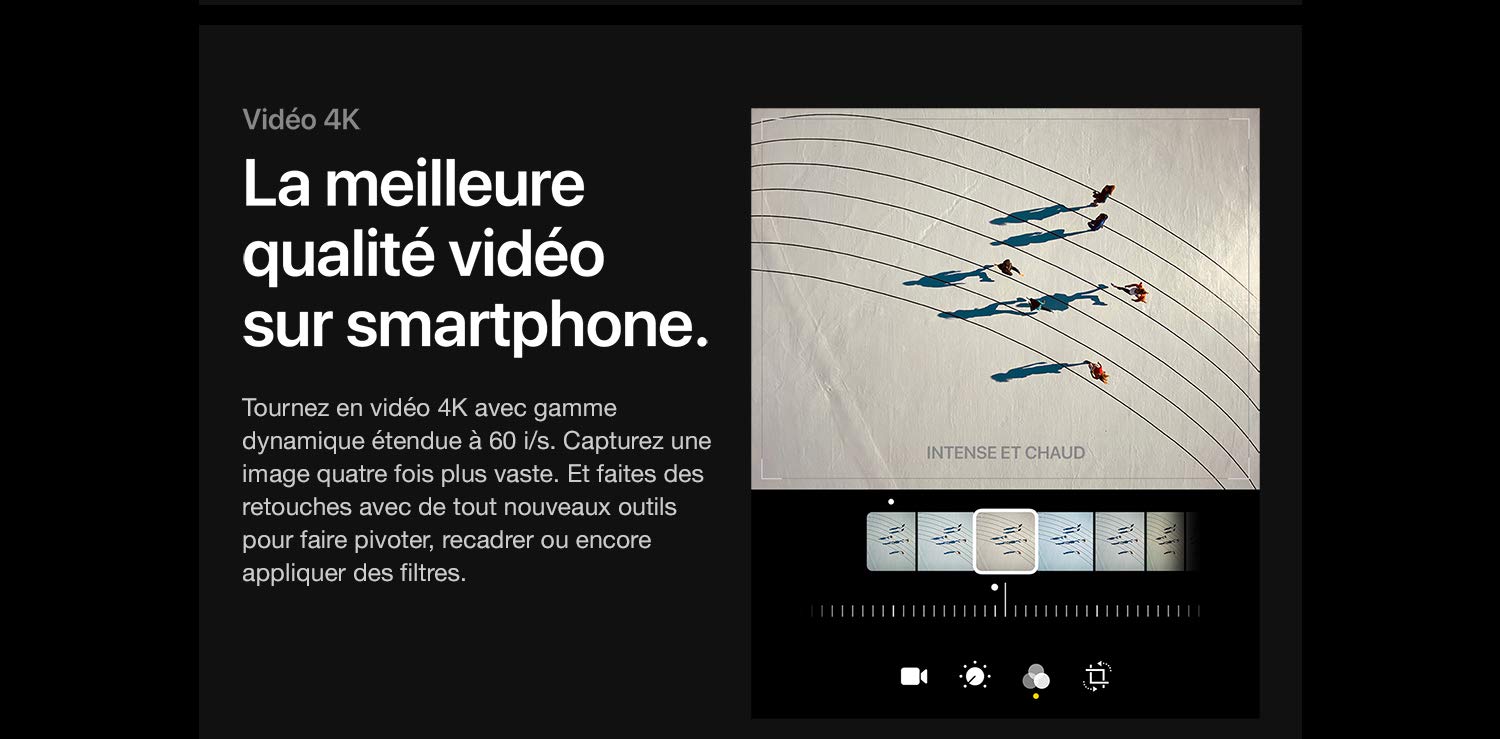 Vidéo 4K
La meilleure
qualité vidéo
sur smartphone.
Tournez en vidéo 4K avec gamme
dynamique étendue à 60 i/s. Capturez une
image quatre fois plus vaste. Et faites des
retouches avec de tout nouveaux outils
pour faire pivoter, recadrer ou encore
appliquer des filtres.
INTENSE ET CHAUD